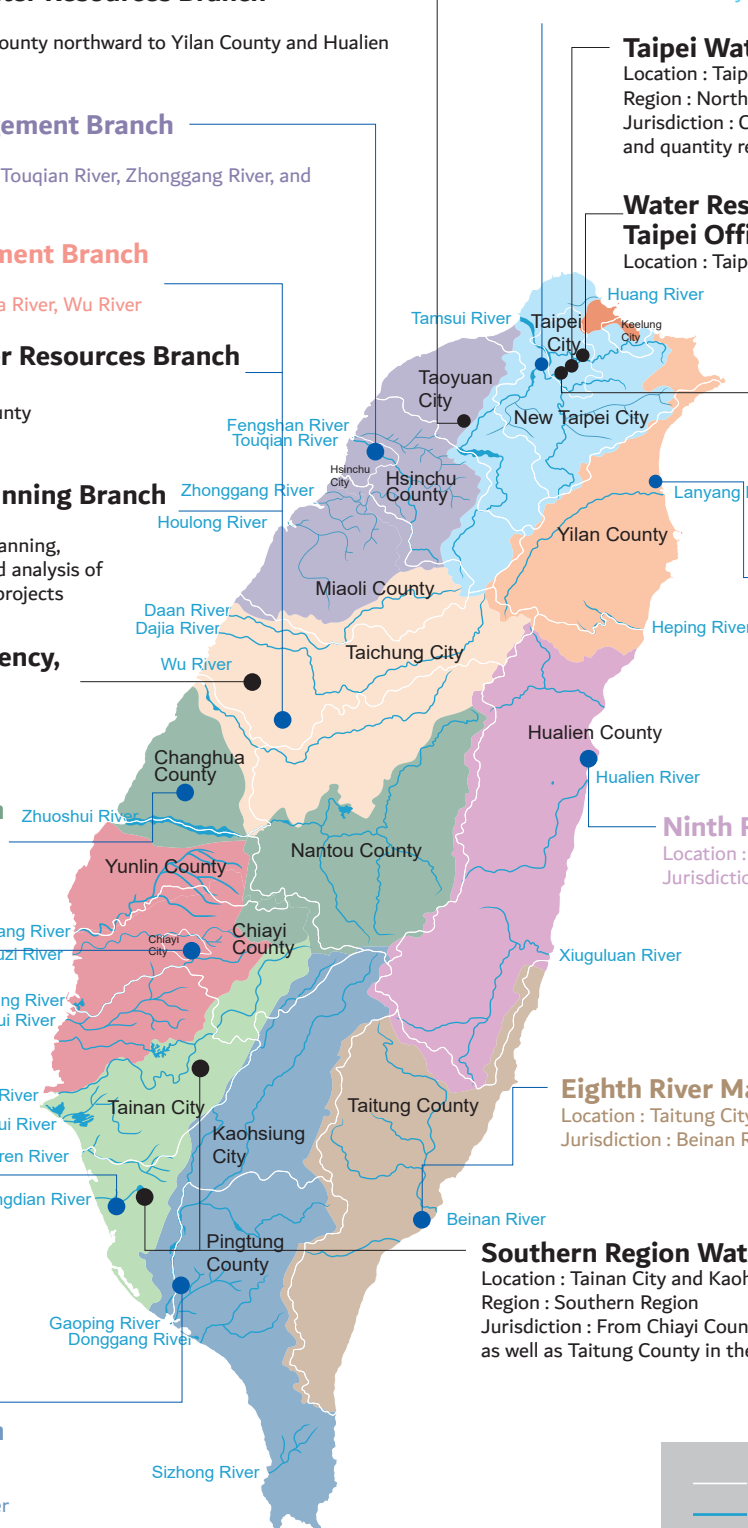 ounty northward to Yilan County and Hualien
ement Branch
Touqian River, Zhonggang River, and
ment Branch
a River, Wu River
r Resources Branch
nty
nning Branch
anning,
d analysis of
projects
ency,
Taipei Wat
Location : Taip
Region : North
Jurisdiction : C
and quantity re
Water Res
Taipei Offi
Location : Taip
Huang River
Tamsui River
Taipei
City
Keelung
City
Taoyuan
City
New Taipei City
Fengshan River
Touqian River
Hsinchu
City
Hsinchu
County
Zhonggang River
Houlong River
Lanyang
Yilan County
Miaoli County
Daan River
Dajia River
Heping River
Taichung City
Wu River
Hualien County
Changhua
County
Hualien River
Zhuoshui River
Ninth R
Location :
Jurisdictio
Yunlin County
Nantou County
ang River
Chiayi
City
Chiayi
County
uzi River
Xiuguluan River
ng River
ui River
Eighth River Ma
Location : Taitung City
Jurisdiction : Beinan R
River
Tainan City
Taitung County
ui River
Kaohsiung
City
ren River
ngdian River
Beinan River
Pingtung
County
Southern Region Wat
Location : Tainan City and Kaoh
Region : Southern Region
Jurisdiction : From Chiayi Coun
as well as Taitung County in the
Gaoping River
Donggang River
Sizhong River